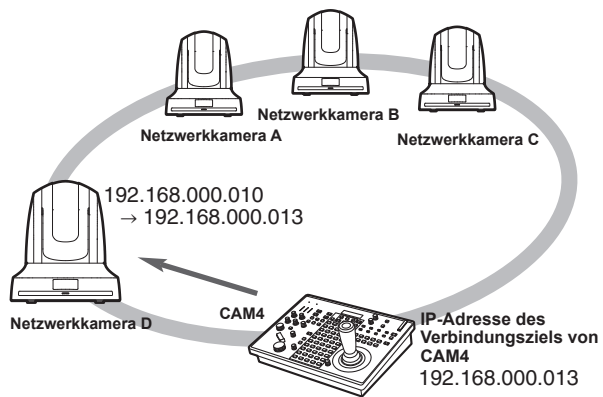 Netzwerkkamera B
Netzwerkkamera A
Netzwerkkamera C
192.168.000.010
→ 192.168.000.013
Netzwerkkamera D
CAM4
IP-Adresse des
Verbindungsziels von
CAM4
192.168.000.013